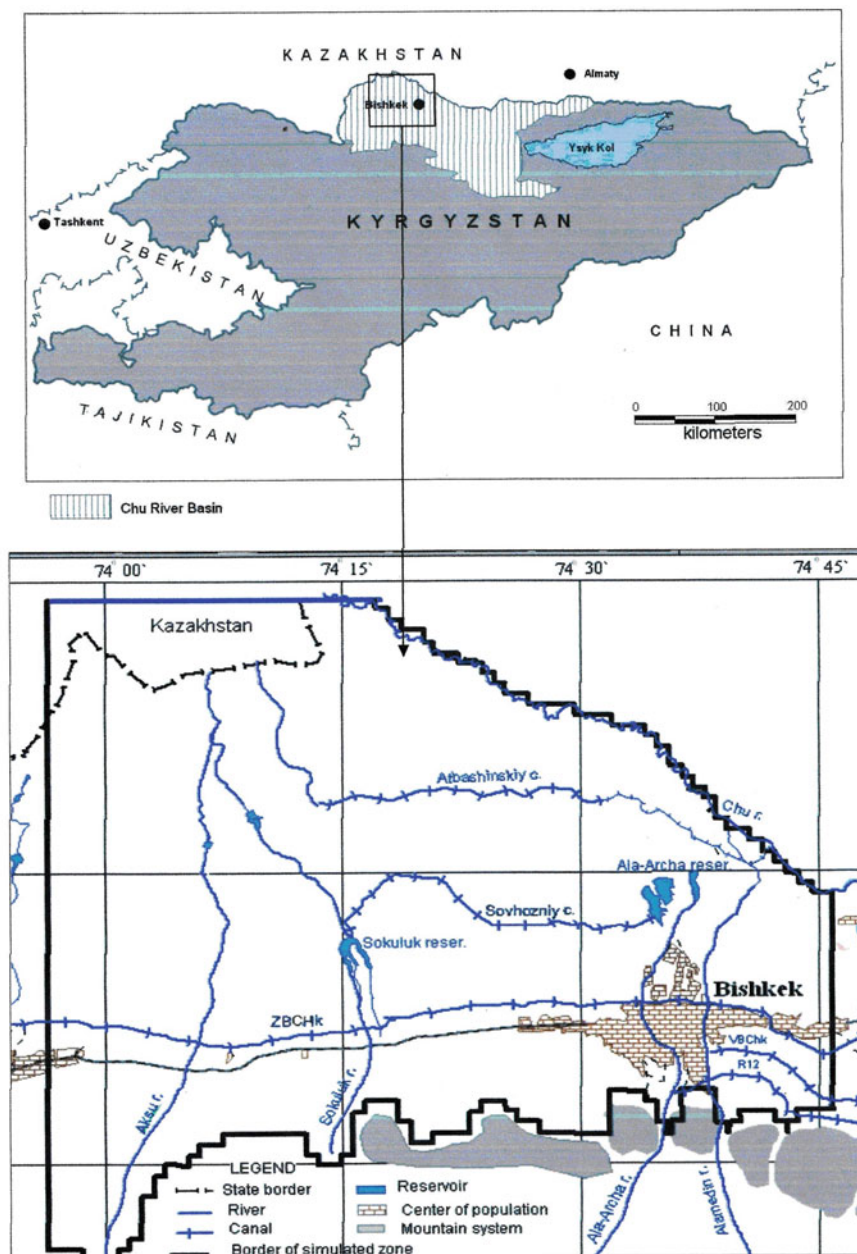 KAZAKHSTAN
Almaty
Bishkek
Ysyk Kol
KYRGYZSTAN
Tashkent
UZBEKISTAN
CHINA
TAJIKISTAN
0 100 200
kilometers
Chu River Basin
74° 00 74° 15 74° 30 74° 45
Kazakhstan
Atbashinskiy c.
Chu r.
Ala-Archa reser.
Sovhozniy c.
Sokuluk reser.
Bishkek
ZBCHk
VBChk
R12
Aksu r.
Sokuluk r.
Ala-Archa r.
Alamedin r.
LEGEND
State border
River
Canal
Border of simulated zone
Reservoir
Center of population
Mountain system